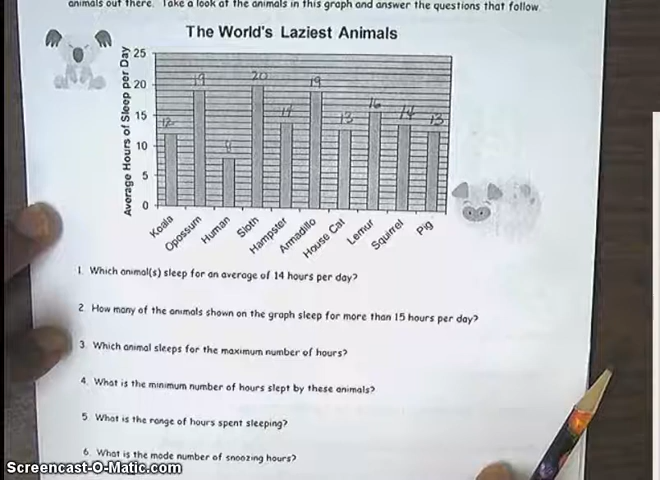 animals out there. Take a look at the animals in this graph and answer the questions that follow.
The World's Laziest Animals
Average Hours of Sleep per Day
25
20
15
10
5
0
12
19
8
20
14
19
13
16
14
13
Koala
Opossum
Human
Sloth
Hampster
Armadillo
House Cat
Lemur
Squirrel
Pig
1. Which animal(s) sleep for an average of 14 hours per day?
2. How many of the animals shown on the graph sleep for more than 15 hours per day?
3. Which animal sleeps for the maximum number of hours?
4. What is the minimum number of hours slept by these animals?
5. What is the range of hours spent sleeping?
6. What is the mode number of snoozing hours?
Screencast-O-Matic.com